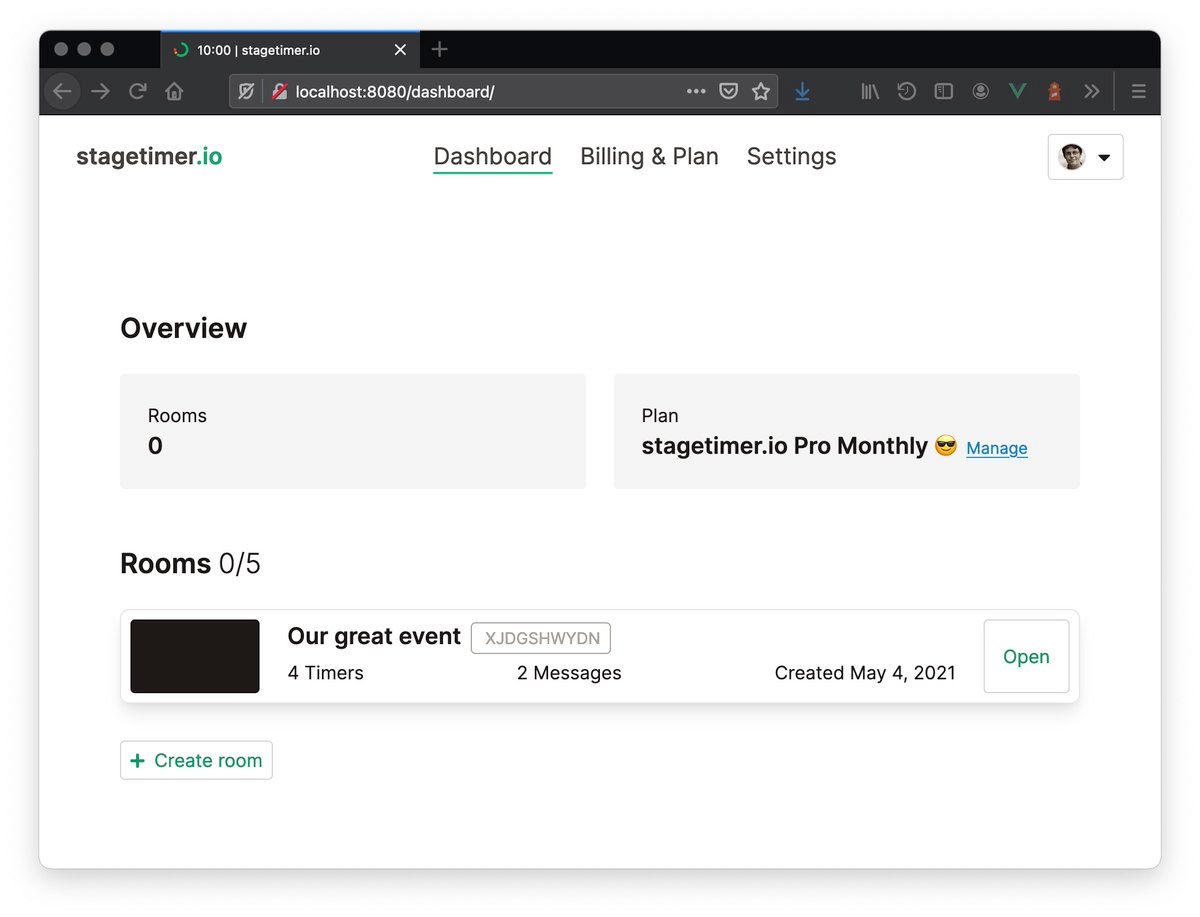 10:00 | stagetimer.io
localhost:8080/dashboard/
stagetimer.io
Dashboard Billing & Plan Settings
Overview
Rooms
0
Plan
stagetimer.io Pro Monthly 😎 Manage
Rooms 0/5
Our great event XJDGSHWYDN
4 Timers 2 Messages Created May 4, 2021
Open
+ Create room